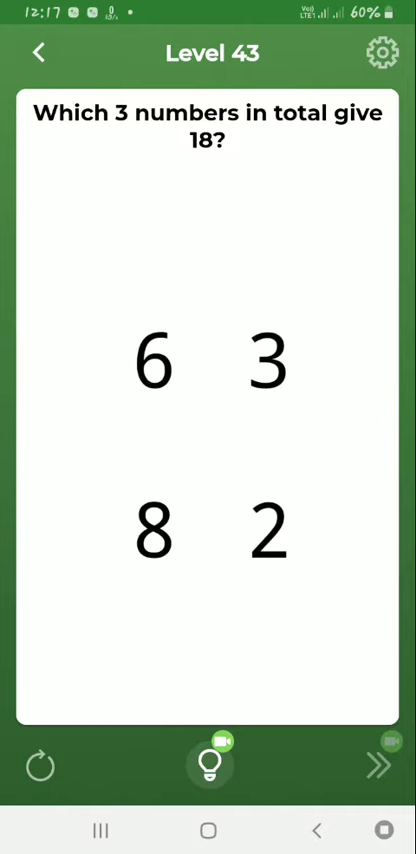 12:17 60%
Level 43
Which 3 numbers in total give
18?
6 3
8 2